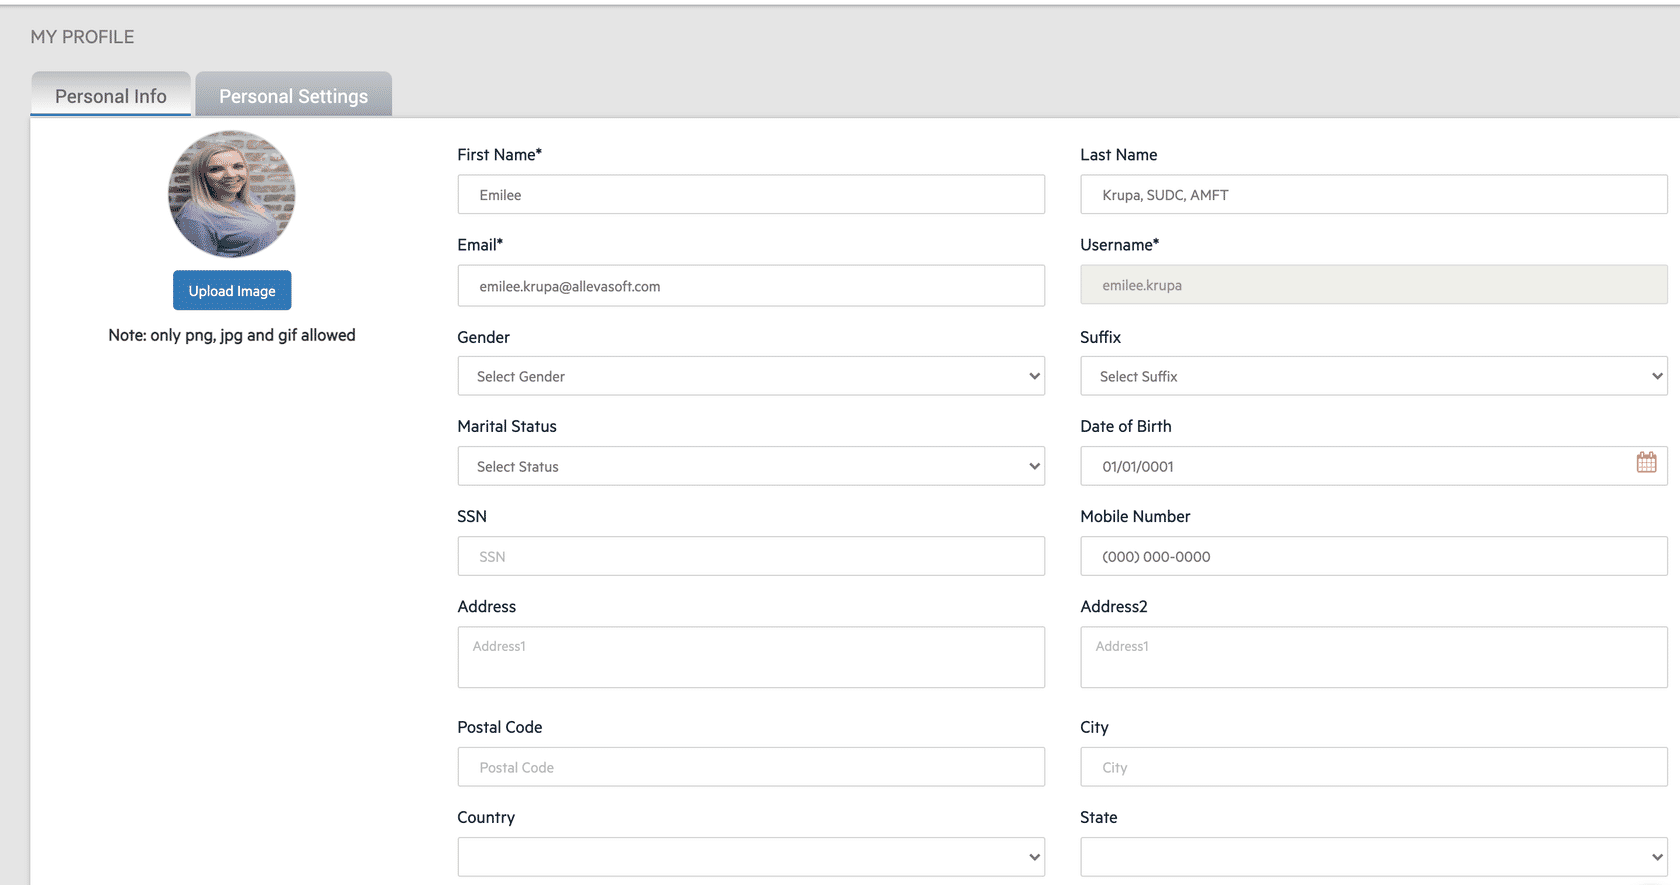 MY PROFILE
Personal Info
Personal Settings
Upload Image
Note: only png, jpg and gif allowed
First Name*
Last Name
Emilee
Krupa, SUDC, AMFT
Email*
Username*
emilee.krupa@allevasoft.com
emilee.krupa
Gender
Suffix
Select Gender
Select Suffix
Marital Status
Date of Birth
Select Status
01/01/0001
SSN
Mobile Number
SSN
(000) 000-0000
Address
Address2
Address1
Address1
Postal Code
City
Postal Code
City
Country
State